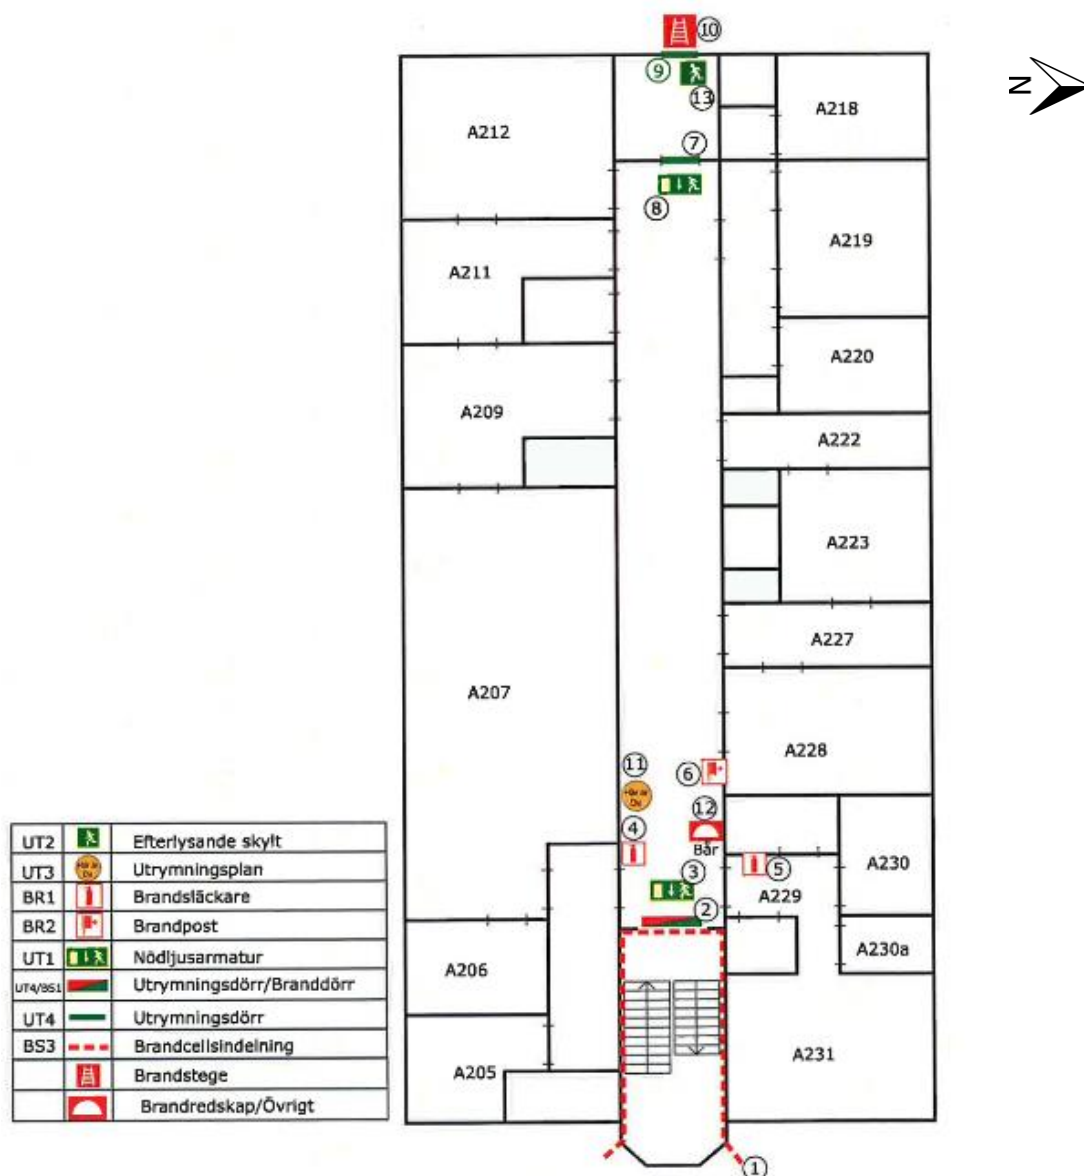 10
9
13
N
A212
A218
7
8
A211
A219
A220
A209
A222
A223
A227
A207
A228
11
6
12
4
Bår
3
5
A230
A229
2
A206
A230a
A205
A231
1
UT2 Efterlysande skylt
UT3 Utrymningsplan
BR1 Brandsläckare
BR2 Brandpost
UT1 Nödljusarmatur
UT4/BS1 Utrymningsdörr/Branddörr
UT4 Utrymningsdörr
BS3 Brandcellsindelning
Brandstege
Brandredskap/Övrigt